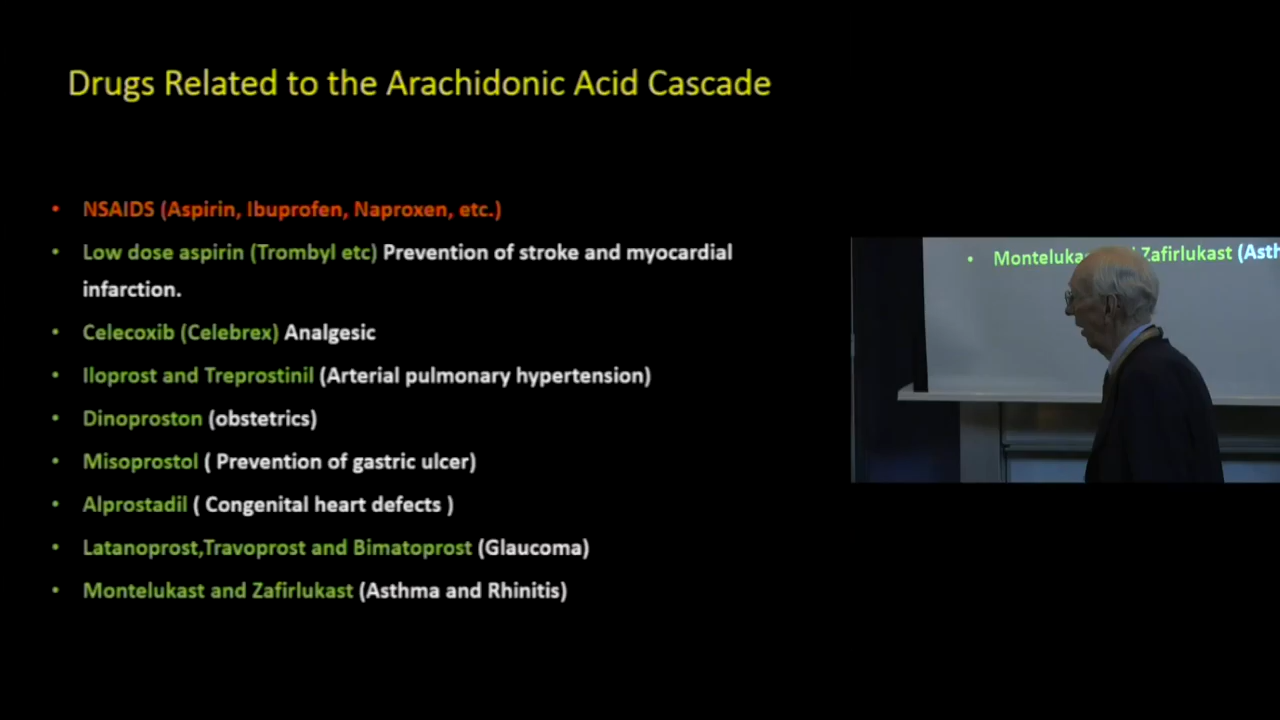 Drugs Related to the Arachidonic Acid Cascade
• NSAIDS (Aspirin, Ibuprofen, Naproxen, etc.)
• Low dose aspirin (Trombyl etc) Prevention of stroke and myocardial
infarction.
• Celecoxib (Celebrex) Analgesic
• Iloprost and Treprostinil (Arterial pulmonary hypertension)
• Dinoproston (obstetrics)
• Misoprostol ( Prevention of gastric ulcer)
• Alprostadil ( Congenital heart defects )
• Latanoprost,Travoprost and Bimatoprost (Glaucoma)
• Montelukast and Zafirlukast (Asthma and Rhinitis)
• Monteluka Zafirlukast (Asth